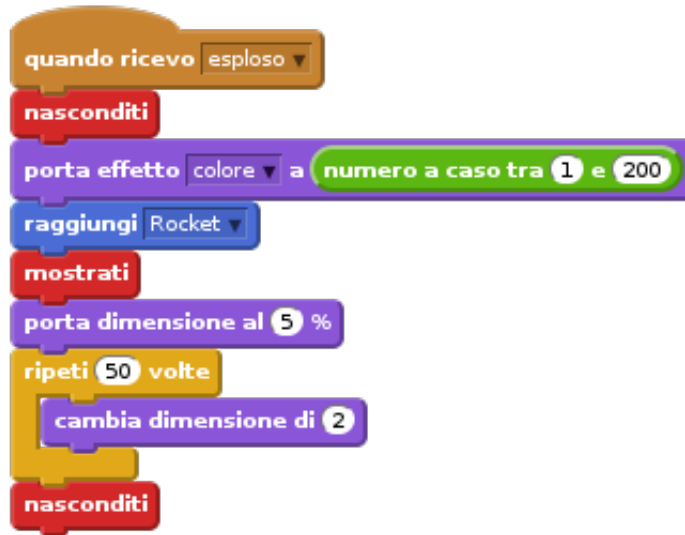 quando ricevo esploso
nasconditi
porta effetto colore a numero a caso tra 1 e 200
raggiungi Rocket
mostrati
porta dimensione al 5 %
ripeti 50 volte
cambia dimensione di 2
nasconditi